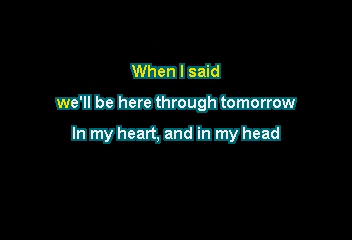 When I said
we'll be here through tomorrow
In my heart, and in my head